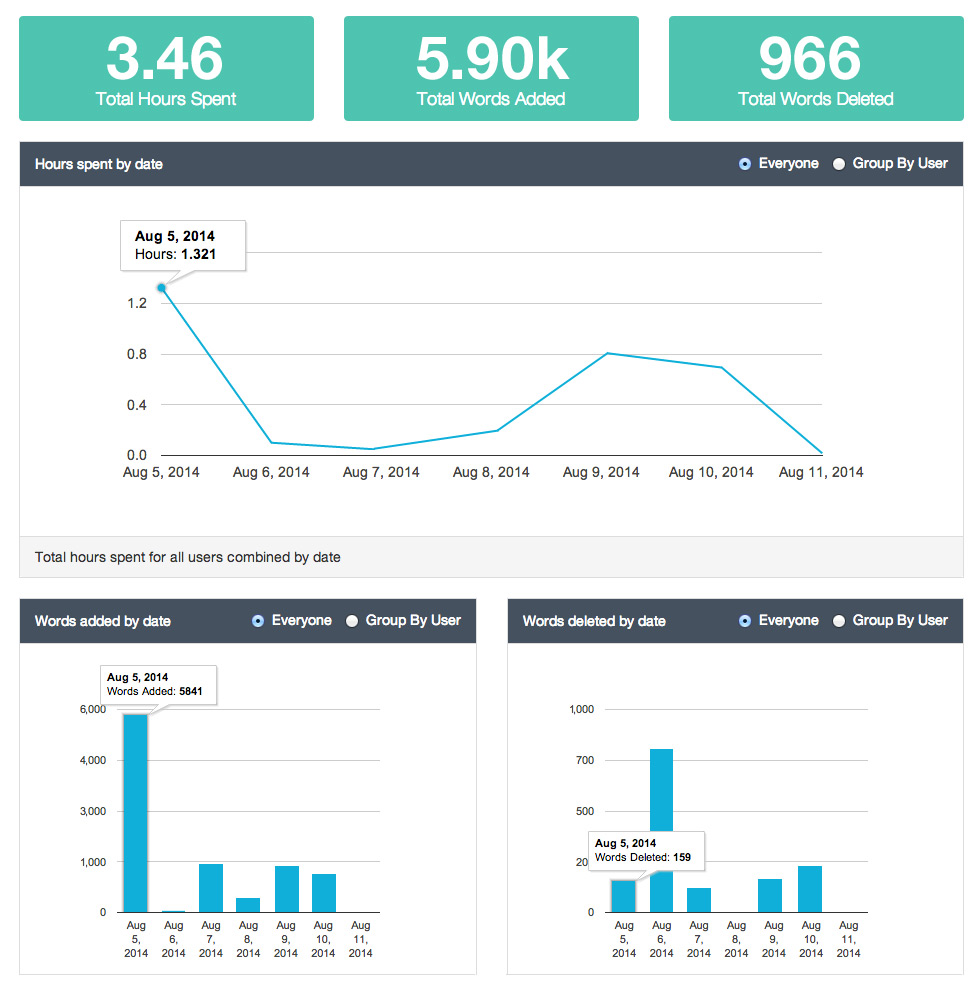 3.46
Total Hours Spent
5.90k
Total Words Added
966
Total Words Deleted
Hours spent by date
Everyone
Group By User
Aug 5, 2014
Hours: 1.321
1.2
0.8
0.4
0.0
Aug 5, 2014
Aug 6, 2014
Aug 7, 2014
Aug 8, 2014
Aug 9, 2014
Aug 10, 2014
Aug 11, 2014
Total hours spent for all users combined by date
Words added by date
Everyone
Group By User
Aug 5, 2014
Words Added: 5841
6,000
4,000
3,000
1,000
0
Aug
5,
2014
Aug
6,
2014
Aug
7,
2014
Aug
8,
2014
Aug
9,
2014
Aug
10,
2014
Aug
11,
2014
Words deleted by date
Everyone
Group By User
1,000
700
500
Aug 5, 2014
Words Deleted: 159
20
0
Aug
5,
2014
Aug
6,
2014
Aug
7,
2014
Aug
8,
2014
Aug
9,
2014
Aug
10,
2014
Aug
11,
2014